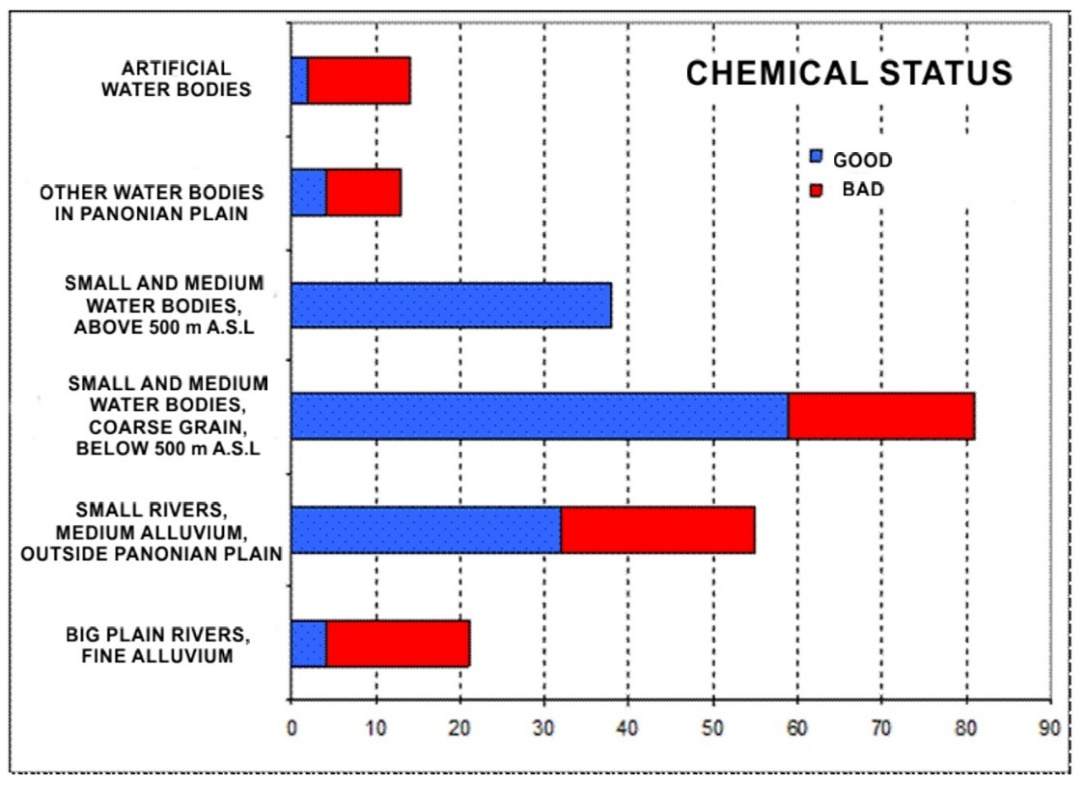 CHEMICAL STATUS
GOOD
BAD
ARTIFICIAL
WATER BODIES
OTHER WATER BODIES
IN PANONIAN PLAIN
SMALL AND MEDIUM
WATER BODIES,
ABOVE 500 m A.S.L
SMALL AND MEDIUM
WATER BODIES,
COARSE GRAIN,
BELOW 500 m A.S.L
SMALL RIVERS,
MEDIUM ALLUVIUM,
OUTSIDE PANONIAN PLAIN
BIG PLAIN RIVERS,
FINE ALLUVIUM
0 10 20 30 40 50 60 70 80 90